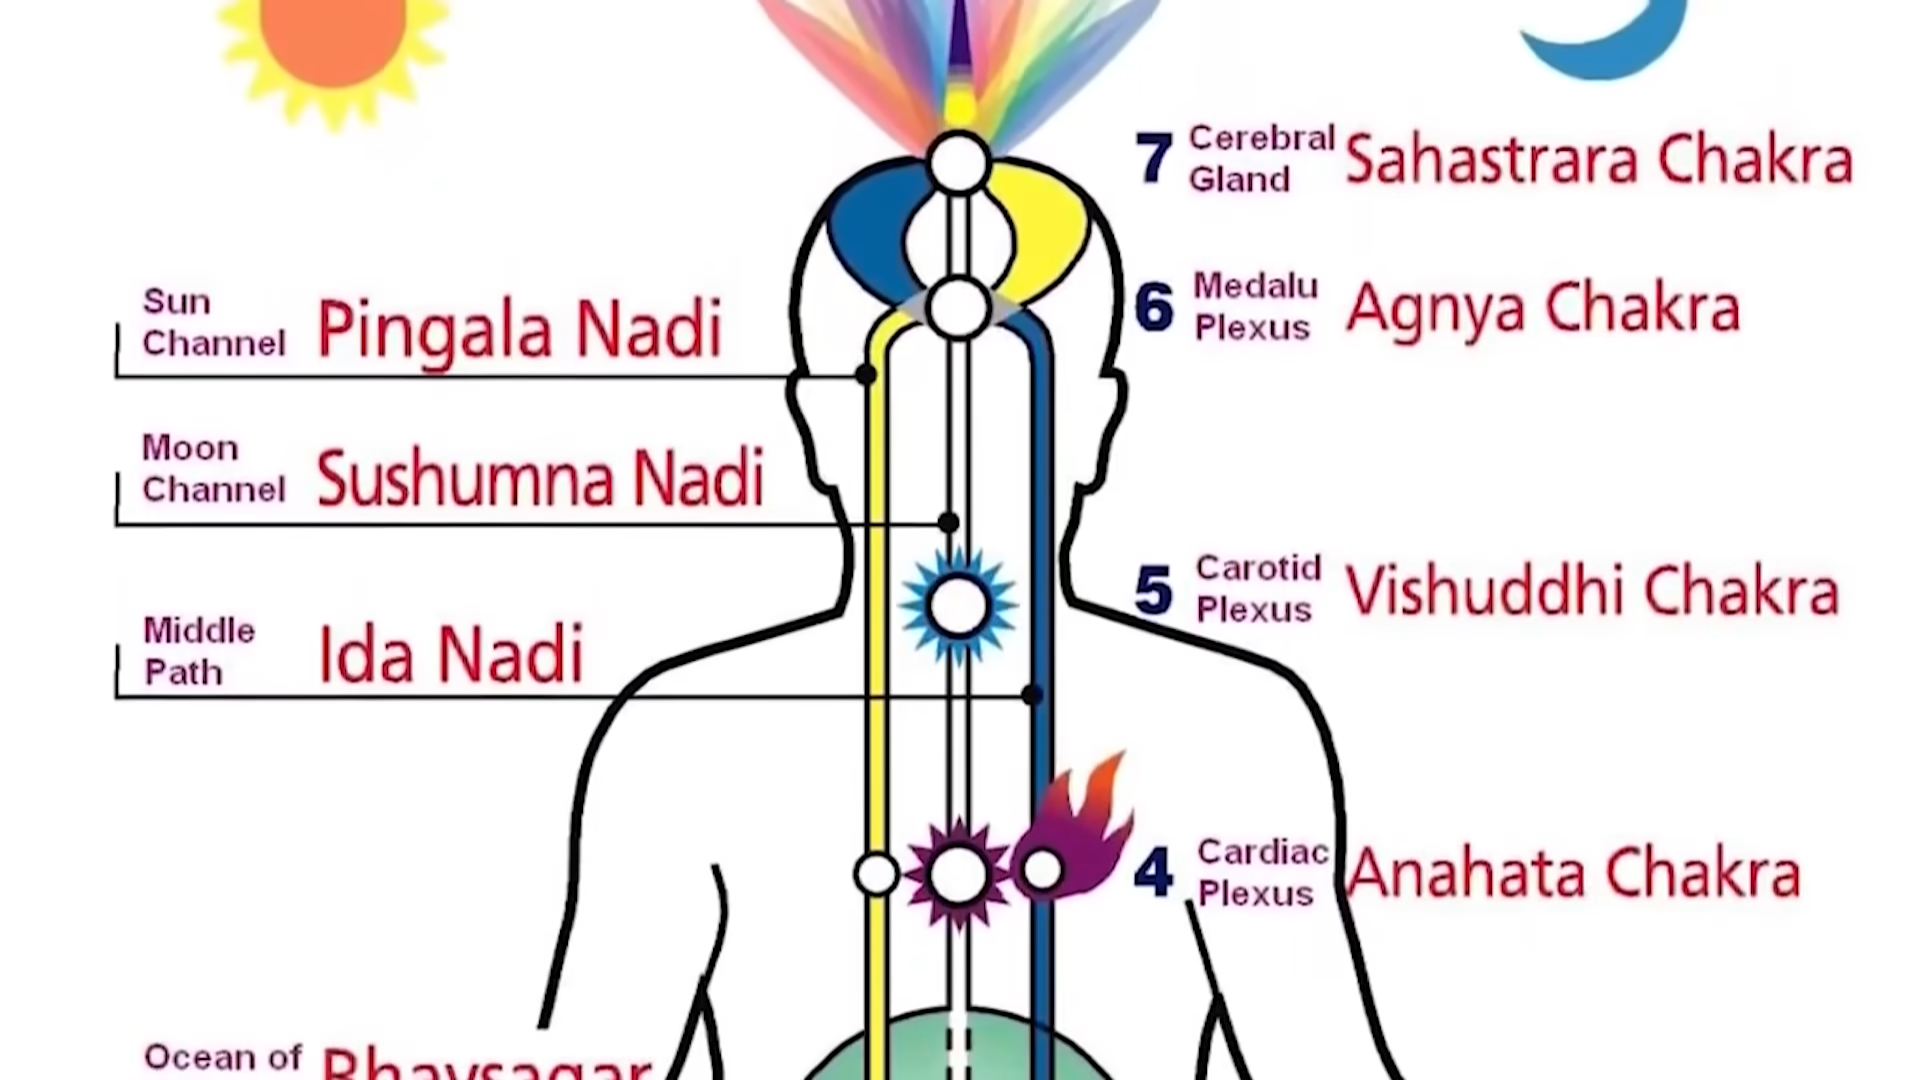 7 Cerebral Gland Sahastrara Chakra
Sun Channel Pingala Nadi
6 Medalu Plexus Agnya Chakra
Moon Channel Sushumna Nadi
5 Carotid Plexus Vishuddhi Chakra
Middle Path Ida Nadi
4 Cardiac Plexus Anahata Chakra
Ocean of Bhavsagar